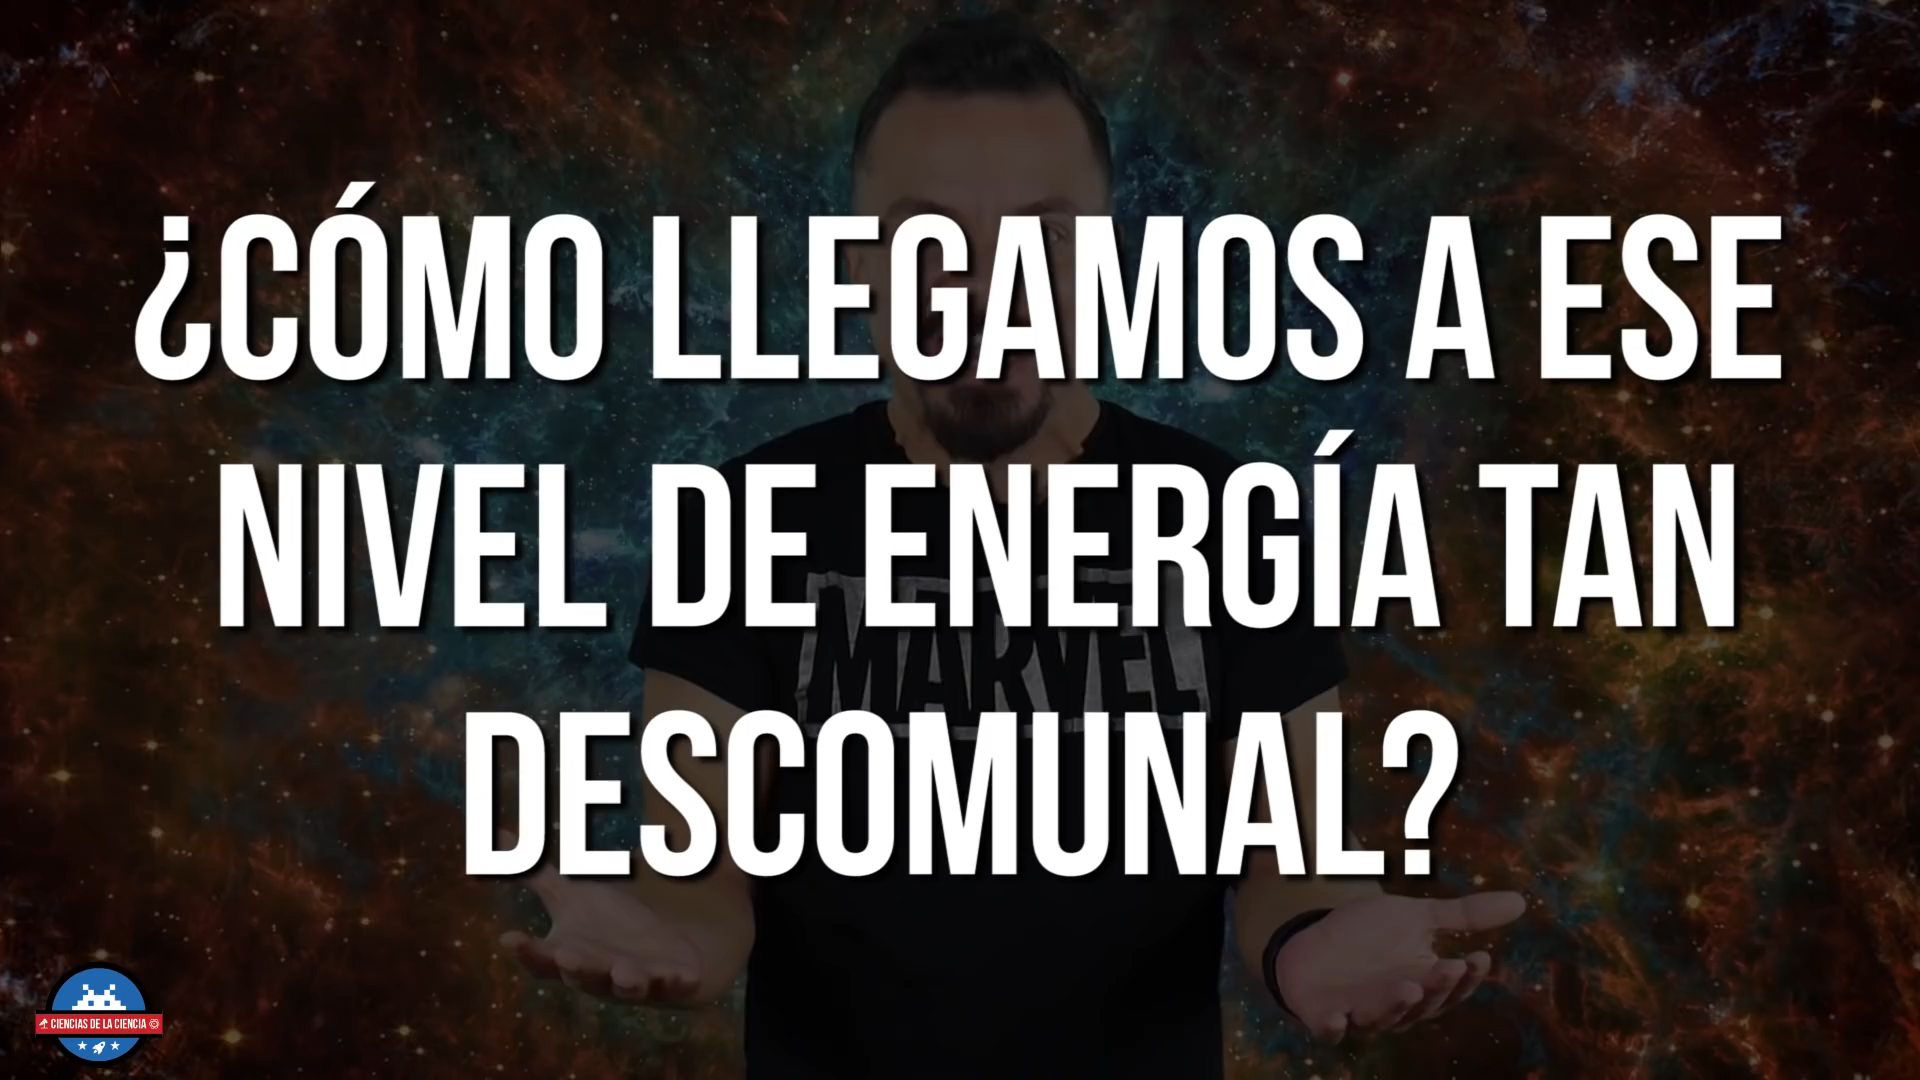 ¿CÓMO LLEGAMOS A ESE
NIVEL DE ENERGÍA TAN
MARVEL
DESCOMUNAL?
CIENCIAS DE LA CIENCIA